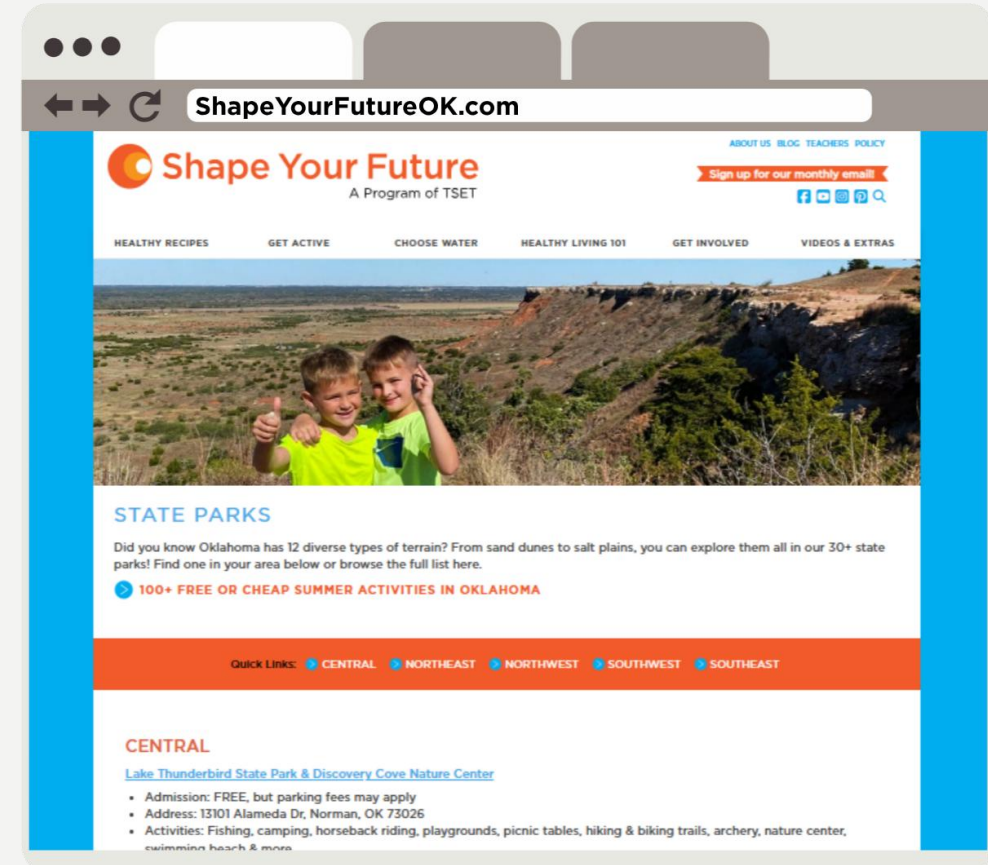 ShapeYourFutureOK.com
ABOUT US BLOG TEACHERS POLICY
Shape Your Future
A Program of TSET
Sign up for our monthly email!
HEALTHY RECIPES GET ACTIVE CHOOSE WATER HEALTHY LIVING 101 GET INVOLVED VIDEOS & EXTRAS
STATE PARKS
Did you know Oklahoma has 12 diverse types of terrain? From sand dunes to salt plains, you can explore them all in our 30+ state
parks! Find one in your area below or browse the full list here.
100+ FREE OR CHEAP SUMMER ACTIVITIES IN OKLAHOMA
Quick Links: CENTRAL NORTHEAST NORTHWEST SOUTHWEST SOUTHEAST
CENTRAL
Lake Thunderbird State Park & Discovery Cove Nature Center
• Admission: FREE, but parking fees may apply
• Address: 13101 Alameda Dr, Norman, OK 73026
• Activities: Fishing, camping, horseback riding, playgrounds, picnic tables, hiking & biking trails, archery, nature center,
swimming beach & more